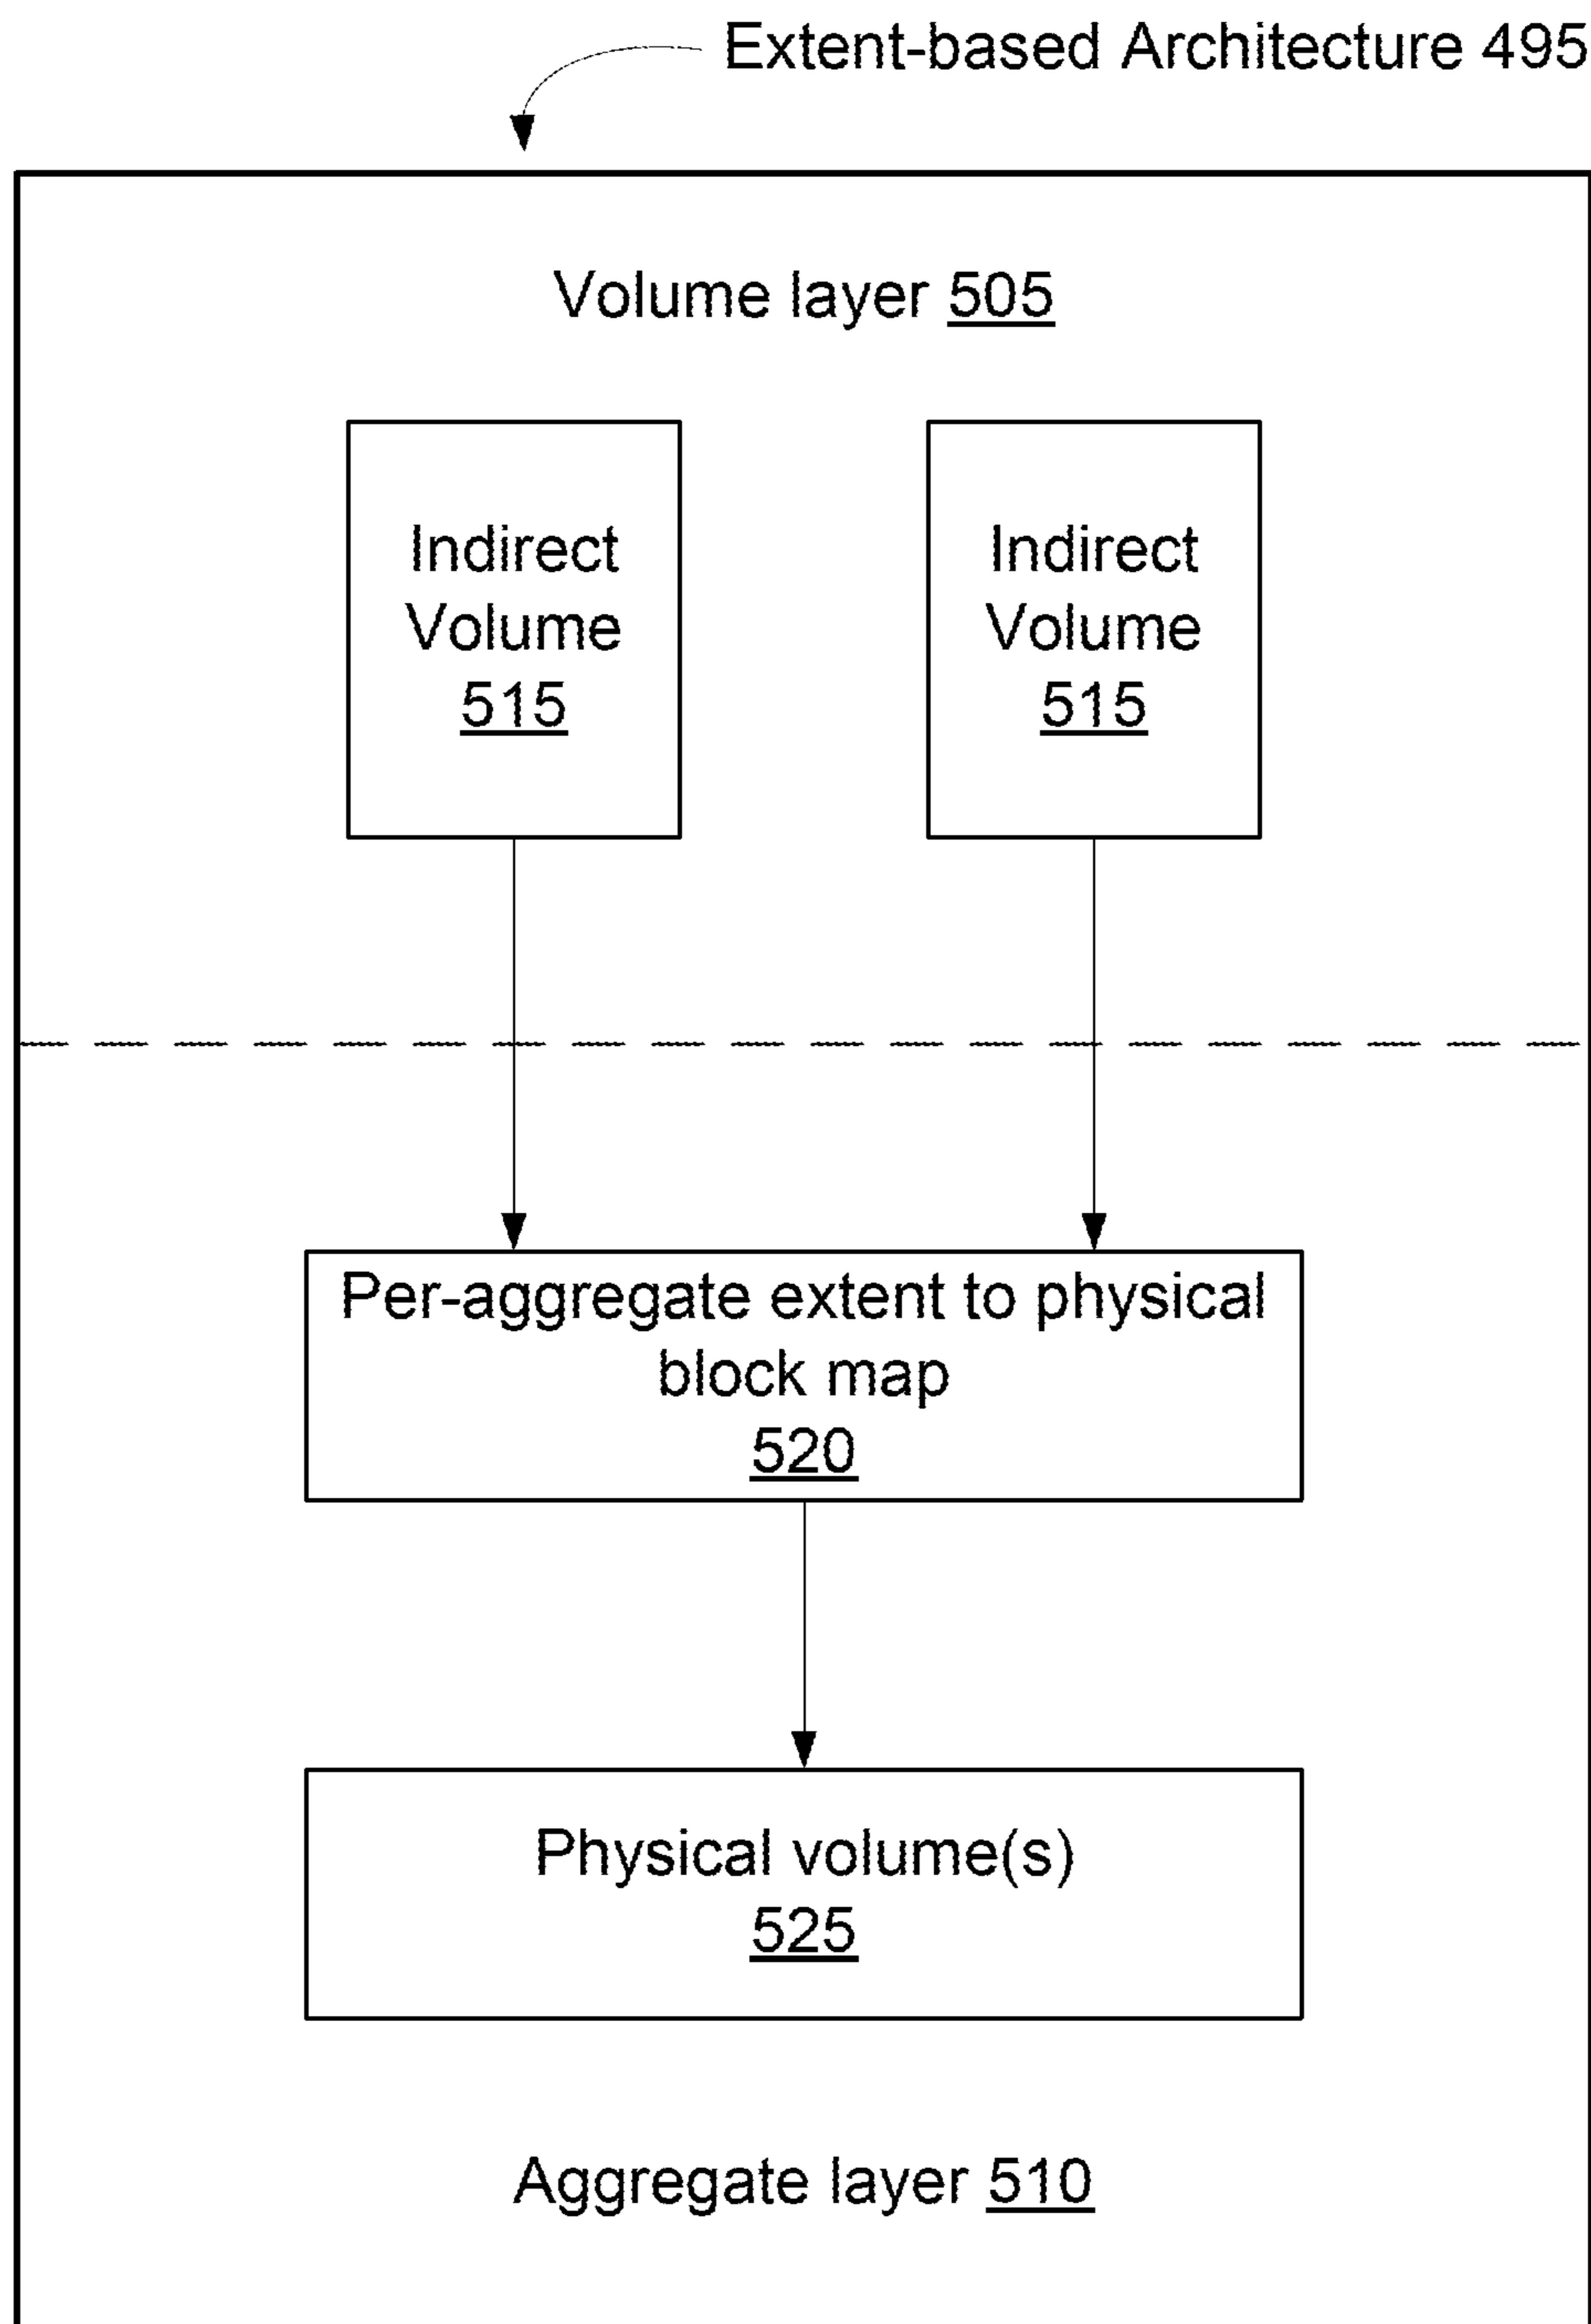 Extent-based Architecture 495
Volume layer 505
Indirect
Volume
515
Indirect
Volume
515
Per-aggregate extent to physical
block map
520
Physical volume(s)
525
Aggregate layer 510